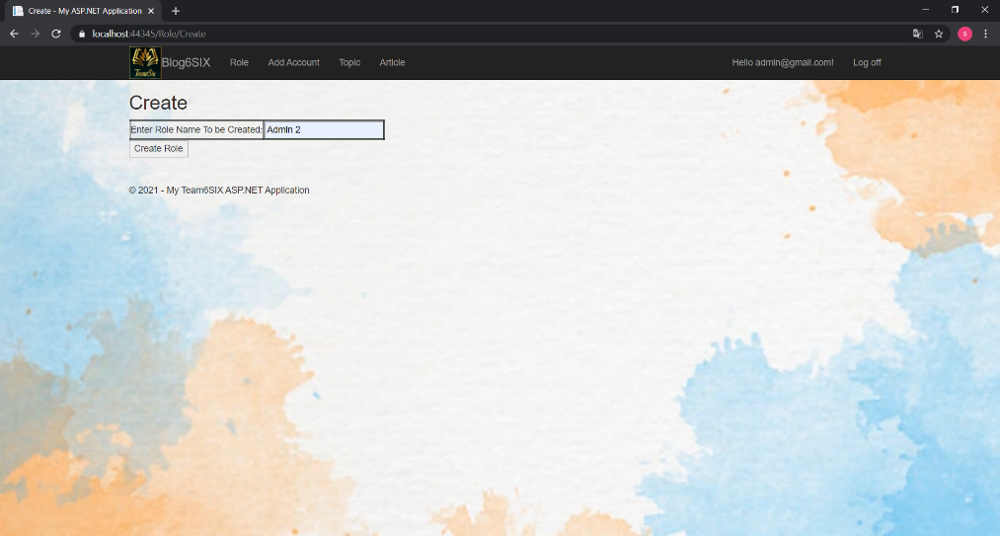 Create - My ASP.NET Application
localhost:44345/Role/Create
S
TeamSix
Blog6SIX Role Add Account Topic Article Hello admin@gmail.com! Log off
Create
Enter Role Name To be Created: Admin 2
Create Role
© 2021 - My Team6SIX ASP.NET Application